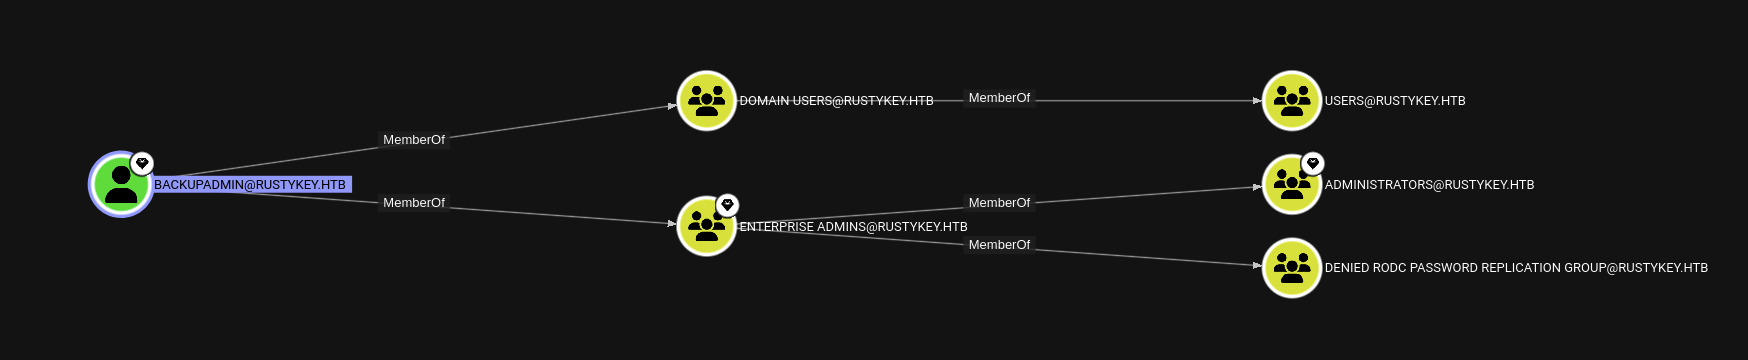 DOMAIN USERS@RUSTYKEY.HTB
MemberOf
USERS@RUSTYKEY.HTB
MemberOf
BACKUPADMIN@RUSTYKEY.HTB
MemberOf
ADMINISTRATORS@RUSTYKEY.HTB
MemberOf
ENTERPRISE ADMINS@RUSTYKEY.HTB
MemberOf
DENIED RODC PASSWORD REPLICATION GROUP@RUSTYKEY.HTB